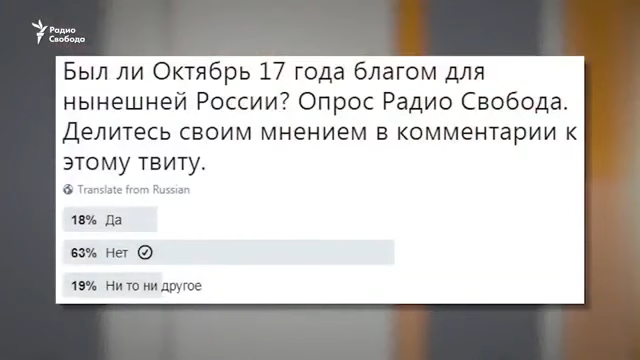 Радио
Свобода
Был ли Октябрь 17 года благом для
нынешней России? Опрос Радио Свобода.
Делитесь своим мнением в комментарии к
этому твиту.
Translate from Russian
18% Да
63% Нет
19% Ни то ни другое